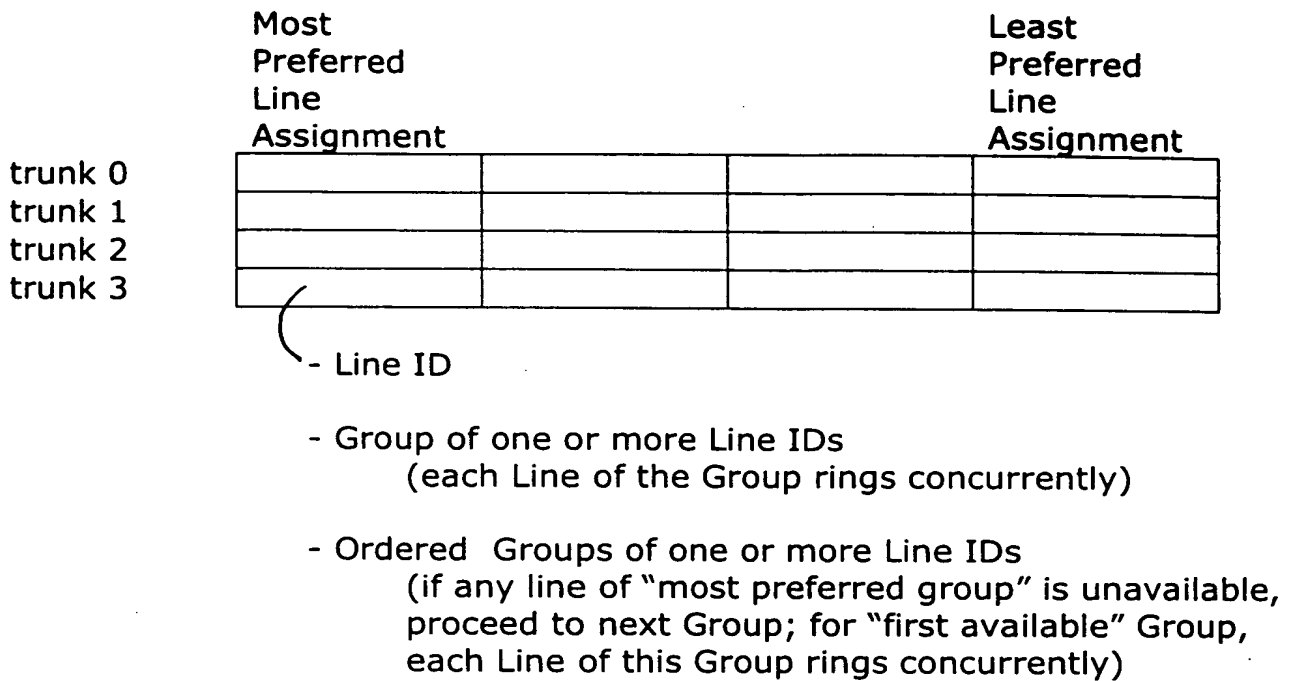 Most
Preferred
Line
Assignment
Least
Preferred
Line
Assignment
trunk 0
trunk 1
trunk 2
trunk 3
- Line ID
- Group of one or more Line IDs
(each Line of the Group rings concurrently)
- Ordered Groups of one or more Line IDs
(if any line of “most preferred group” is unavailable,
proceed to next Group; for “first available” Group,
each Line of this Group rings concurrently)